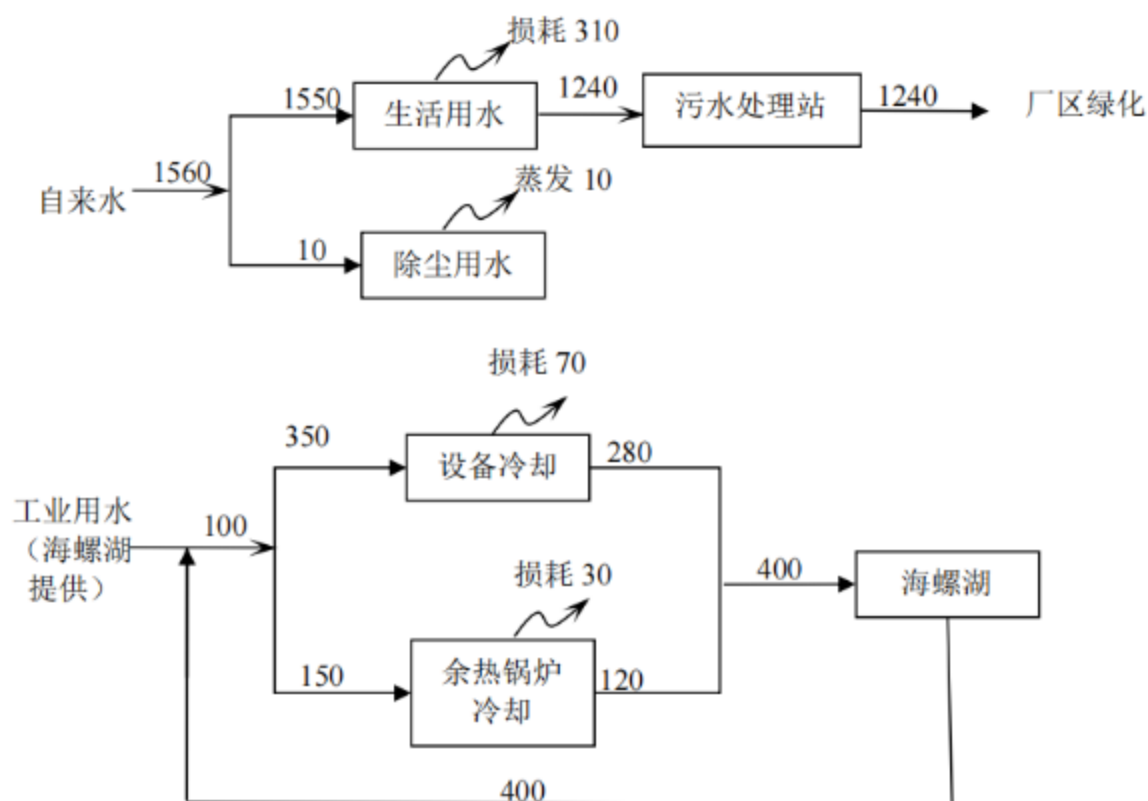 损耗 310
1550
生活用水
1240
污水处理站
1240
厂区绿化
1560
自来水
蒸发 10
10
除尘用水
损耗 70
350
设备冷却
280
工业用水
（海螺湖
提供）
100
损耗 30
400
海螺湖
150
余热锅炉
冷却
120
400